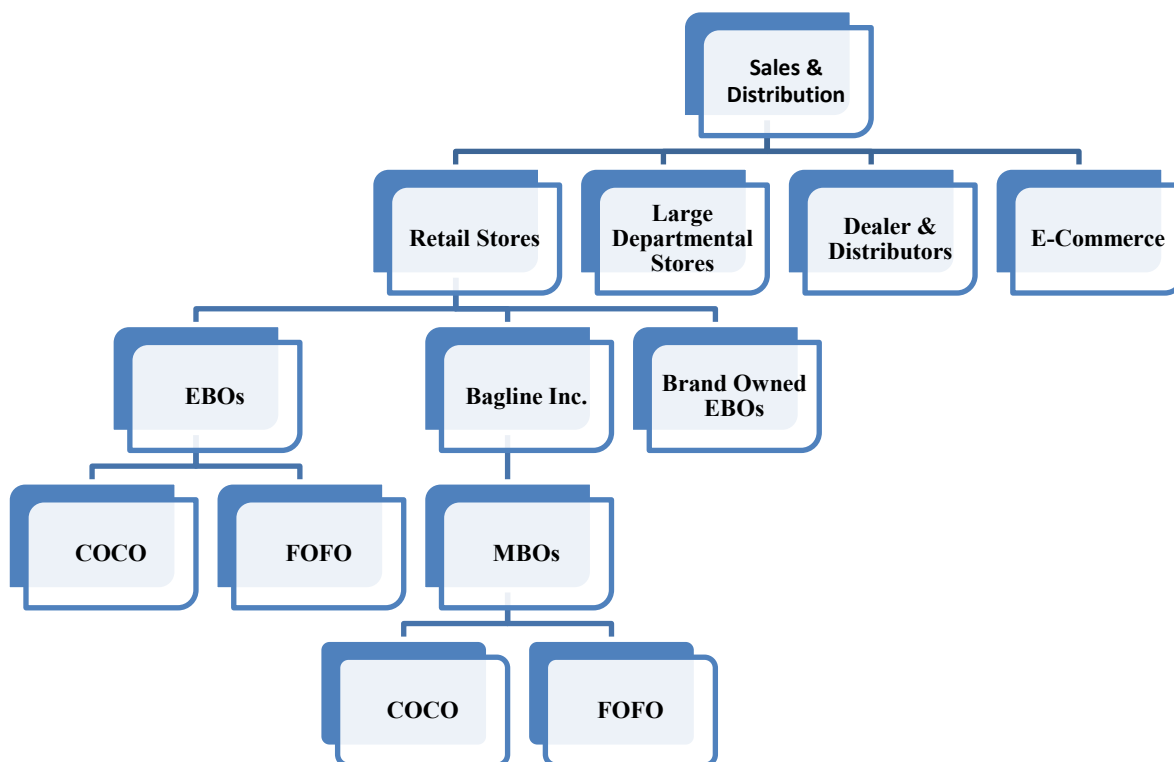 Sales &
Distribution
Retail Stores
Large
Departmental
Stores
Dealer &
Distributors
E-Commerce
EBOs
Bagline Inc.
Brand Owned
EBOs
COCO
FOFO
MBOs
COCO
FOFO